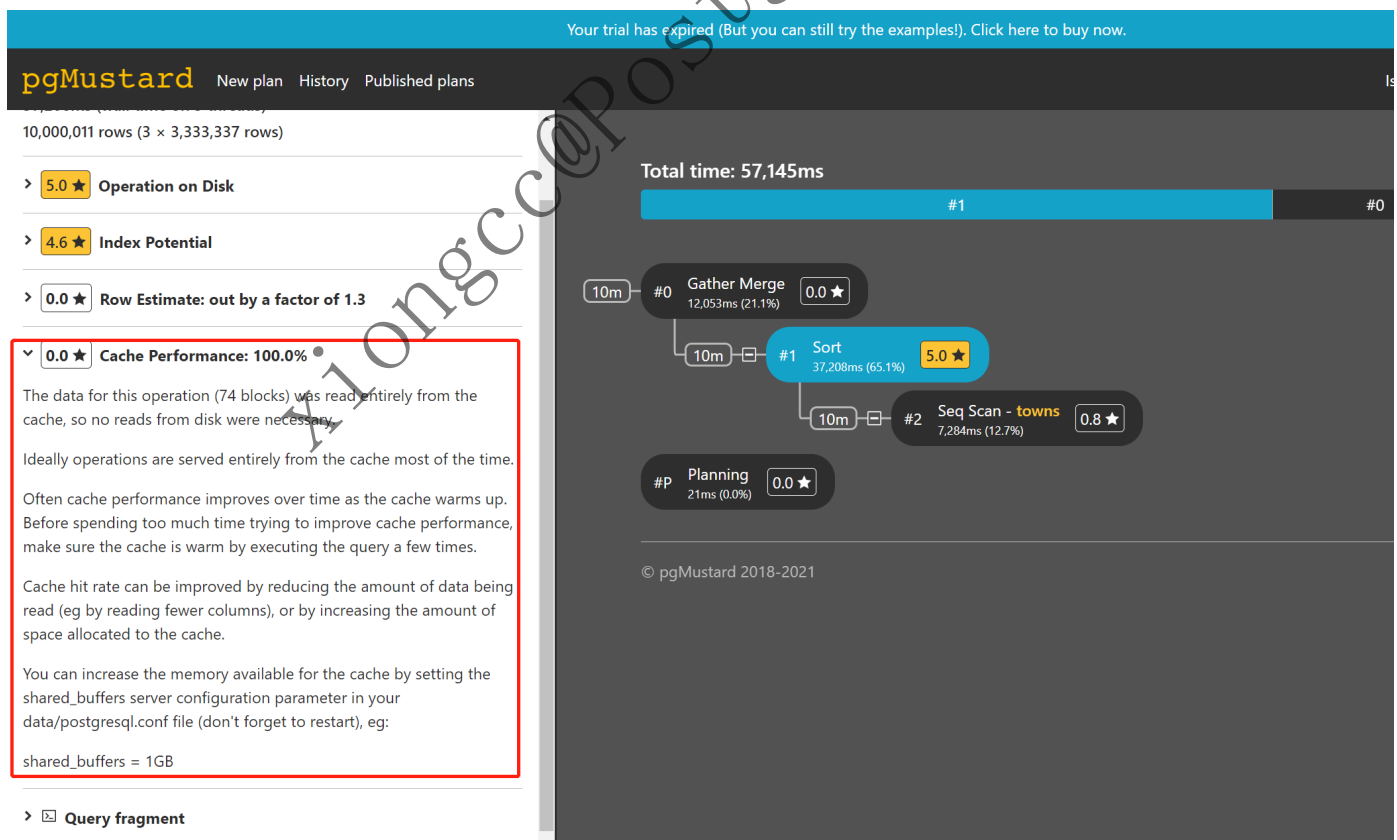 Your trial has expired (But you can still try the examples!). Click here to buy now.
pgMustard New plan History Published plans
10,000,011 rows (3 × 3,333,337 rows)
5.0 ★ Operation on Disk
4.6 ★ Index Potential
0.0 ★ Row Estimate: out by a factor of 1.3
0.0 ★ Cache Performance: 100.0%
The data for this operation (74 blocks) was read entirely from the
cache, so no reads from disk were necessary.
Ideally operations are served entirely from the cache most of the time.
Often cache performance improves over time as the cache warms up.
Before spending too much time trying to improve cache performance,
make sure the cache is warm by executing the query a few times.
Cache hit rate can be improved by reducing the amount of data being
read (eg by reading fewer columns), or by increasing the amount of
space allocated to the cache.
You can increase the memory available for the cache by setting the
shared_buffers server configuration parameter in your
data/postgresql.conf file (don't forget to restart), eg:
shared_buffers = 1GB
Query fragment
Total time: 57,145ms
#1 #0
10m #0 Gather Merge 0.0 ★
12,053ms (21.1%)
10m #1 Sort 5.0 ★
37,208ms (65.1%)
10m #2 Seq Scan - towns 0.8 ★
7,284ms (12.7%)
#P Planning 0.0 ★
21ms (0.0%)
© pgMustard 2018-2021
xiongcc@Post